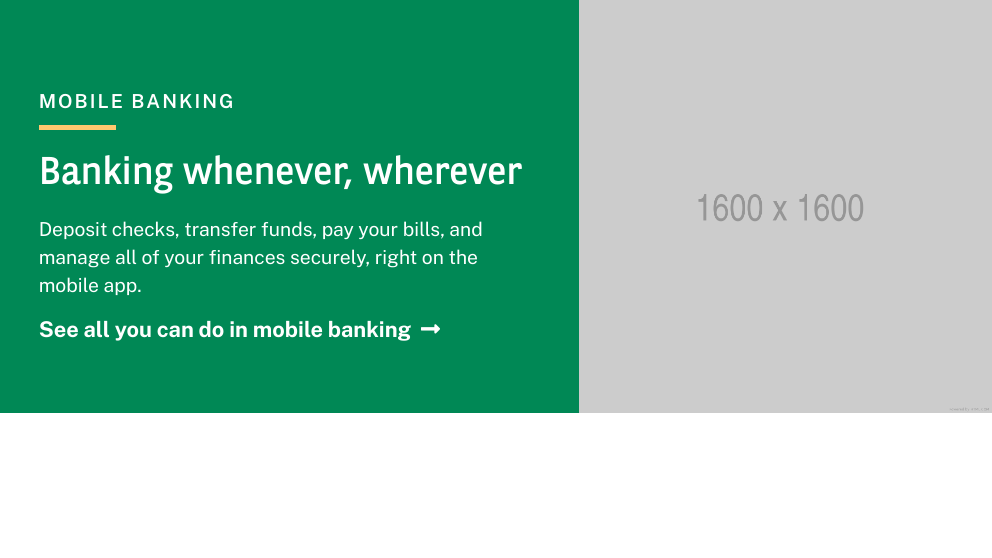 MOBILE BANKING
Banking whenever, wherever
Deposit checks, transfer funds, pay your bills, and
manage all of your finances securely, right on the
mobile app.
See all you can do in mobile banking →
1600 x 1600